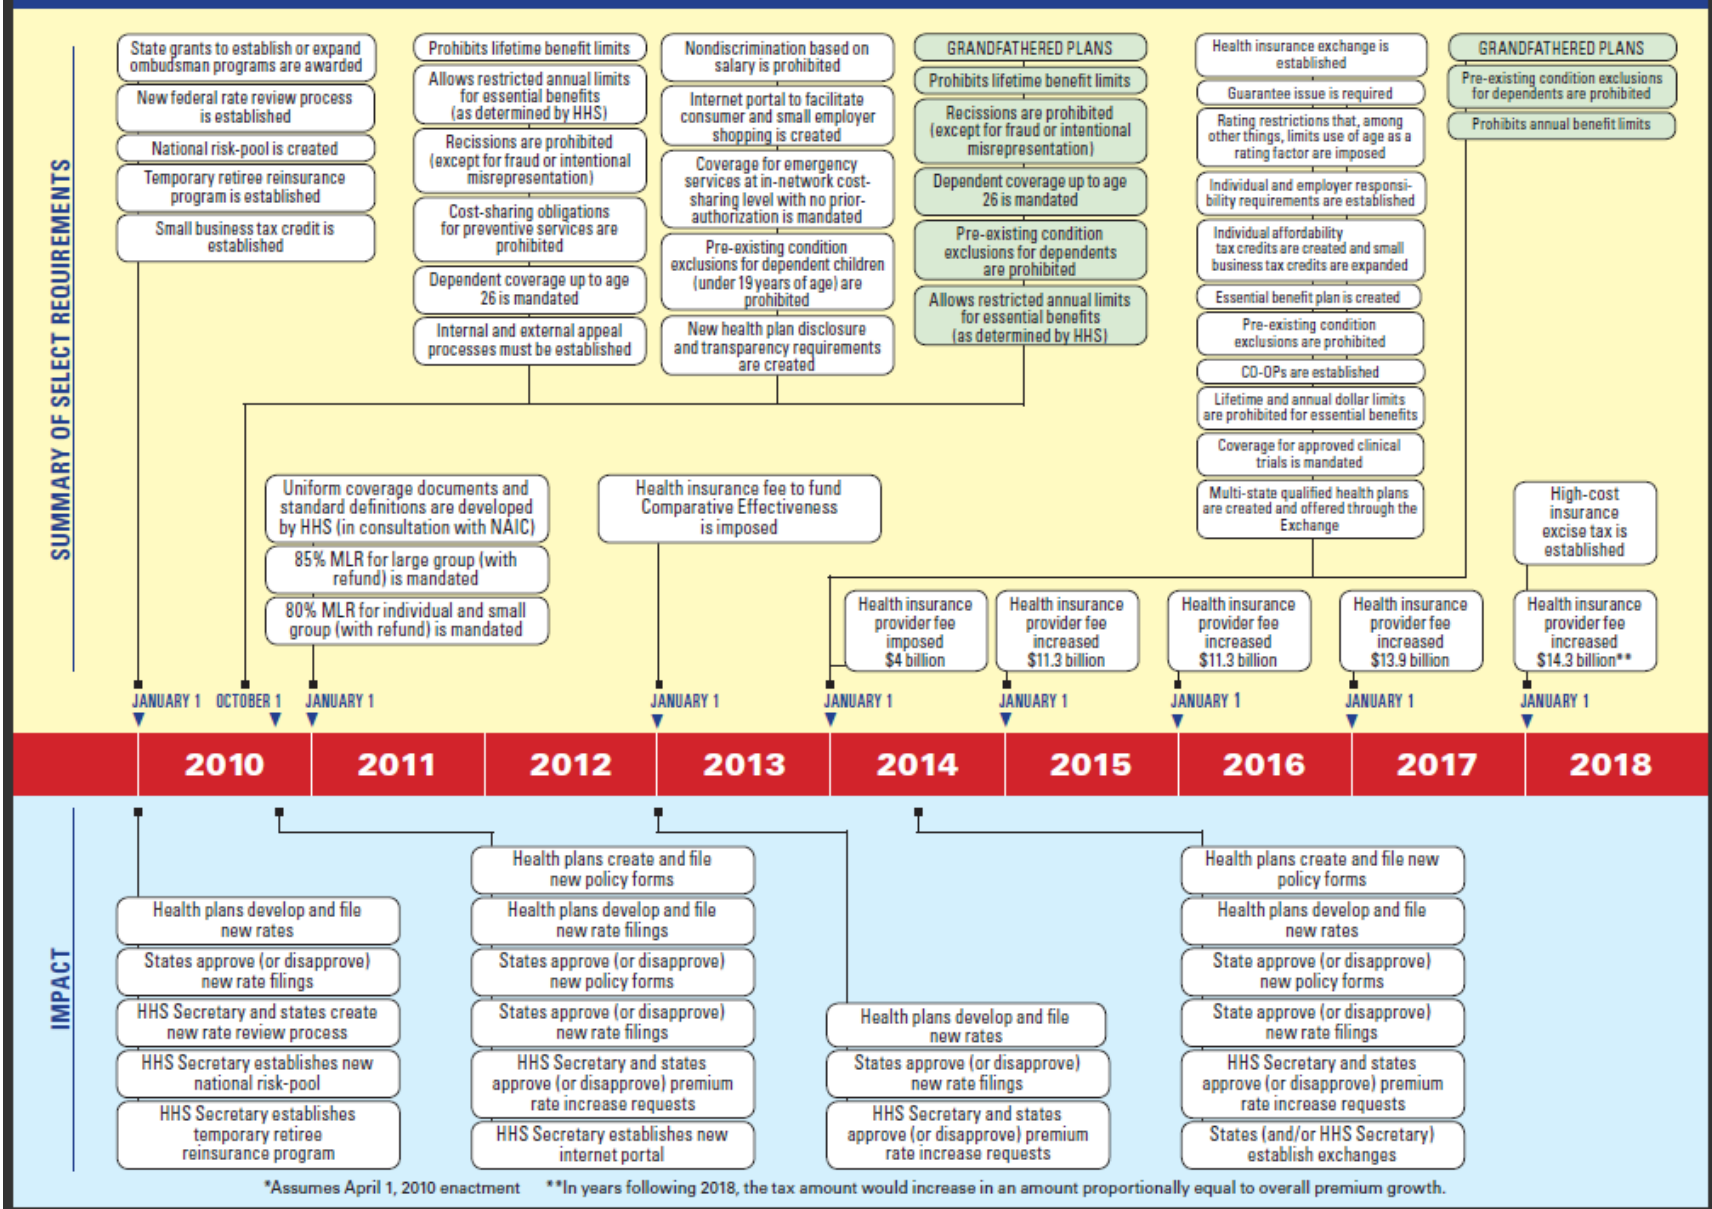 SUMMARY OF SELECT REQUIREMENTS
State grants to establish or expand
ombudsman programs are awarded
New federal rate review process
is established
National risk-pool is created
Temporary retiree reinsurance
program is established
Small business tax credit is
established
Prohibits lifetime benefit limits
Allows restricted annual limits
for essential benefits
(as determined by HHS)
Recissions are prohibited
(except for fraud or intentional
misrepresentation)
Cost-sharing obligations
for preventive services are
prohibited
Dependent coverage up to age
26 is mandated
Internal and external appeal
processes must be established
Nondiscrimination based on
salary is prohibited
Internet portal to facilitate
consumer and small employer
shopping is created
Coverage for emergency
services at in-network cost-
sharing level with no prior-
authorization is mandated
Pre-existing condition
exclusions for dependent children
(under 19 years of age) are
prohibited
New health plan disclosure
and transparency requirements
are created
GRANDFATHERED PLANS
Prohibits lifetime benefit limits
Recissions are prohibited
(except for fraud or intentional
misrepresentation)
Dependent coverage up to age
26 is mandated
Pre-existing condition
exclusions for dependents
are prohibited
Allows restricted annual limits
for essential benefits
(as determined by HHS)
Health insurance exchange is
established
Guarantee issue is required
Rating restrictions that, among
other things, limits use of age as a
rating factor are imposed
Individual and employer responsi-
bility requirements are established
Individual affordability
tax credits are created and small
business tax credits are expanded
Essential benefit plan is created
Pre-existing condition
exclusions are prohibited
CO-OPs are established
Lifetime and annual dollar limits
are prohibited for essential benefits
Coverage for approved clinical
trials is mandated
Multi-state qualified health plans
are created and offered through the
Exchange
GRANDFATHERED PLANS
Pre-existing condition exclusions
for dependents are prohibited
Prohibits annual benefit limits
Uniform coverage documents and
standard definitions are developed
by HHS (in consultation with NAIC)
85% MLR for large group (with
refund) is mandated
80% MLR for individual and small
group (with refund) is mandated
Health insurance fee to fund
Comparative Effectiveness
is imposed
Health insurance
provider fee
imposed
$4 billion
Health insurance
provider fee
increased
$11.3 billion
Health insurance
provider fee
increased
$11.3 billion
Health insurance
provider fee
increased
$13.9 billion
High-cost
insurance
excise tax is
established
Health insurance
provider fee
increased
$14.3 billion**
JANUARY 1 OCTOBER 1 JANUARY 1 JANUARY 1 JANUARY 1 JANUARY 1 JANUARY 1 JANUARY 1 JANUARY 1
2010 2011 2012 2013 2014 2015 2016 2017 2018
IMPACT
Health plans develop and file
new rates
States approve (or disapprove)
new rate filings
HHS Secretary and states create
new rate review process
HHS Secretary establishes new
national risk-pool
HHS Secretary establishes
temporary retiree
reinsurance program
Health plans create and file
new policy forms
Health plans develop and file
new rate filings
States approve (or disapprove)
new policy forms
States approve (or disapprove)
new rate filings
HHS Secretary and states
approve (or disapprove) premium
rate increase requests
HHS Secretary establishes new
internet portal
Health plans develop and file
new rates
States approve (or disapprove)
new rate filings
HHS Secretary and states
approve (or disapprove) premium
rate increase requests
Health plans create and file new
policy forms
Health plans develop and file
new rates
State approve (or disapprove)
new policy forms
State approve (or disapprove)
new rate filings
HHS Secretary and states
approve (or disapprove) premium
rate increase requests
States (and/or HHS Secretary)
establish exchanges
*Assumes April 1, 2010 enactment **In years following 2018, the tax amount would increase in an amount proportionally equal to overall premium growth.